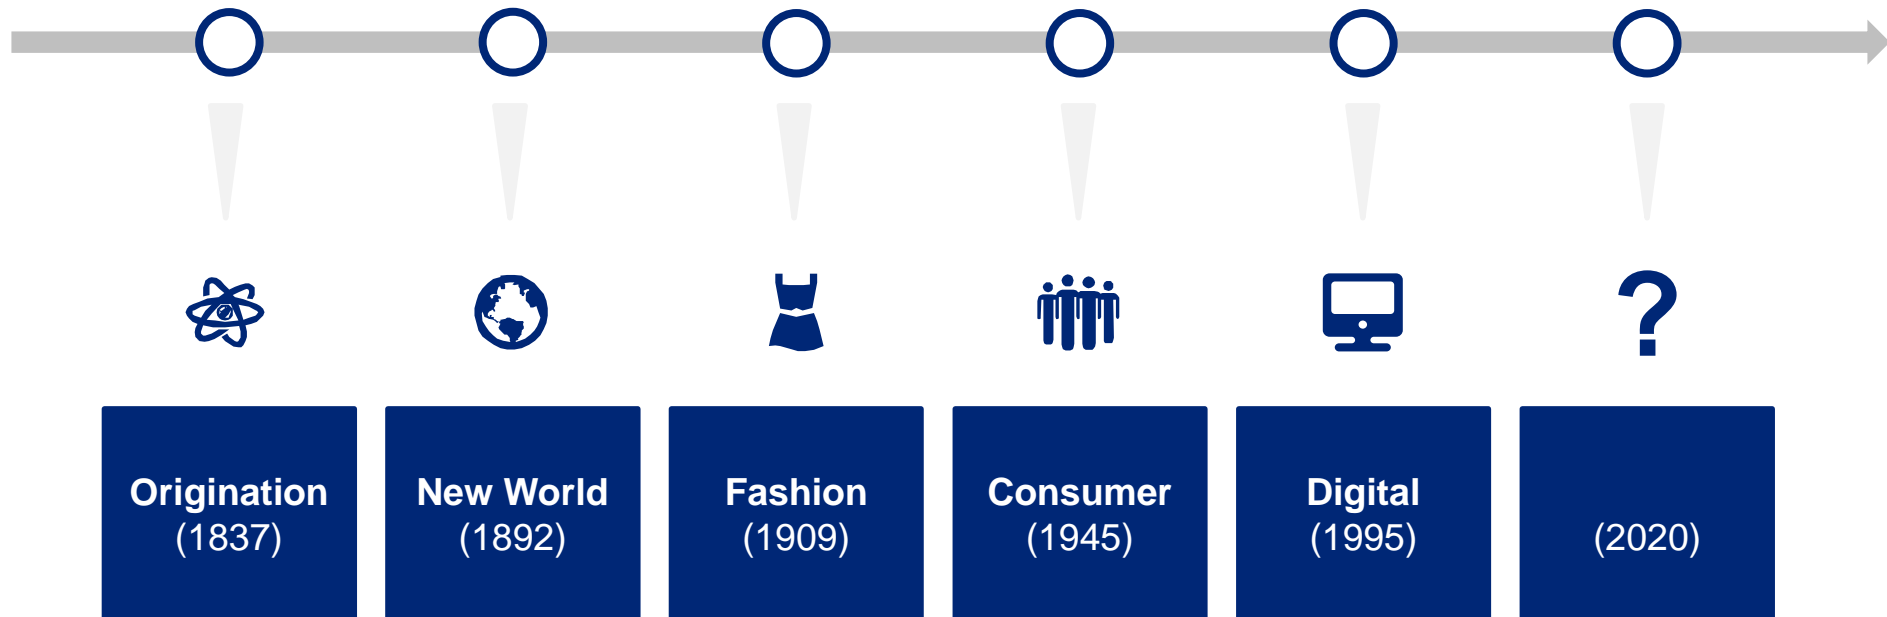 ?
Origination
(1837)
New World
(1892)
Fashion
(1909)
Consumer
(1945)
Digital
(1995)
(2020)